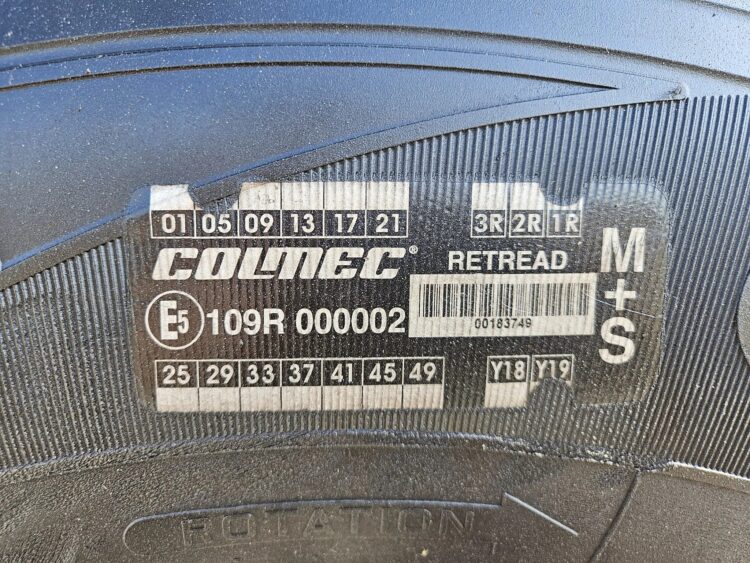 01 05 09 13 17 21 3R 2R 1R
COLMEC® RETREAD
E5 109R 000002
00183749
M+S
25 29 33 37 41 45 49 Y18 Y19
ROTATION